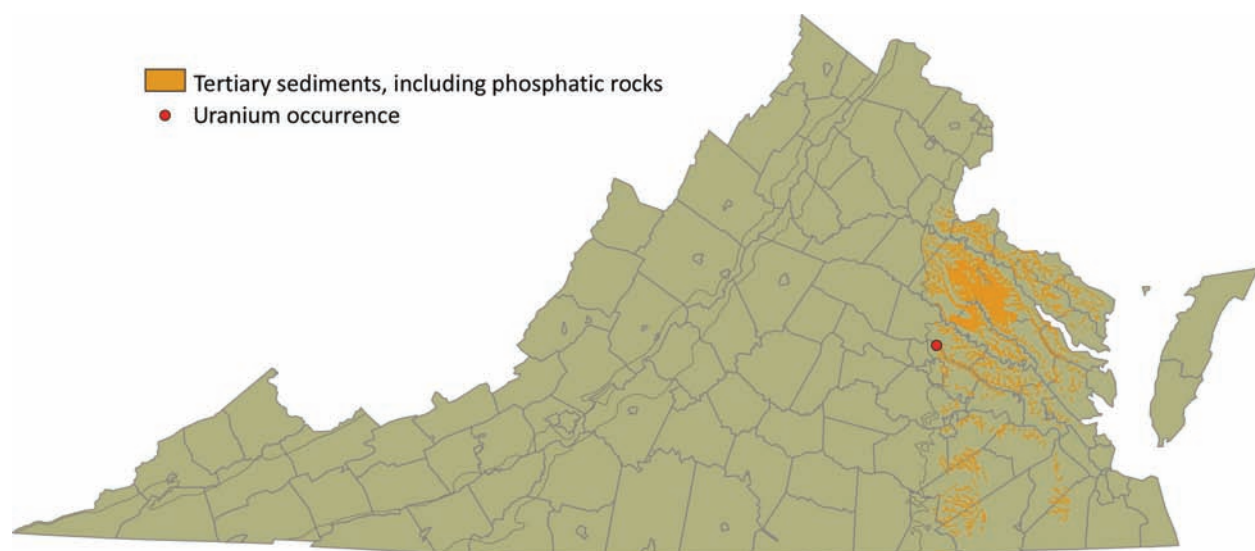 Tertiary sediments, including phosphatic rocks
Uranium occurrence